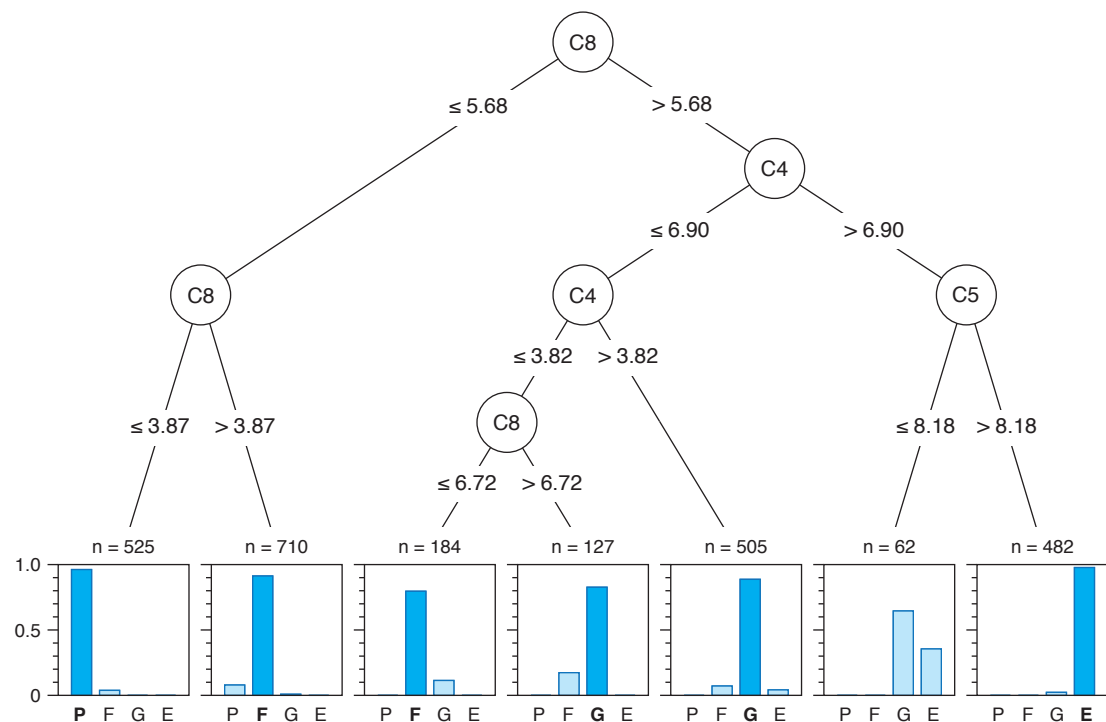 C8
≤ 5.68 > 5.68
C4
≤ 6.90 > 6.90
C8 C4 C5
≤ 3.82 > 3.82
C8
≤ 3.87 > 3.87 ≤ 8.18 > 8.18
≤ 6.72 > 6.72
n = 525 n = 710 n = 184 n = 127 n = 505 n = 62 n = 482
1.0
0.5
0
P F G E P F G E P F G E P F G E P F G E P F G E P F G E